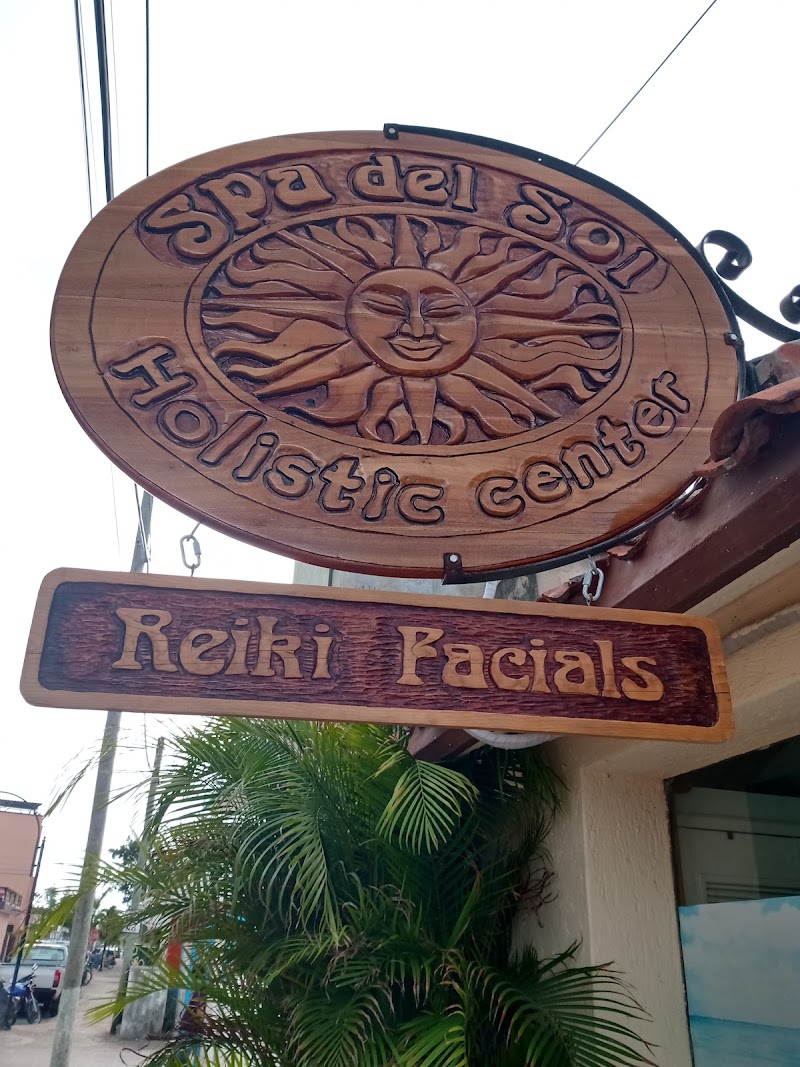 Spa del Sol
Holistic center
Reiki Facials